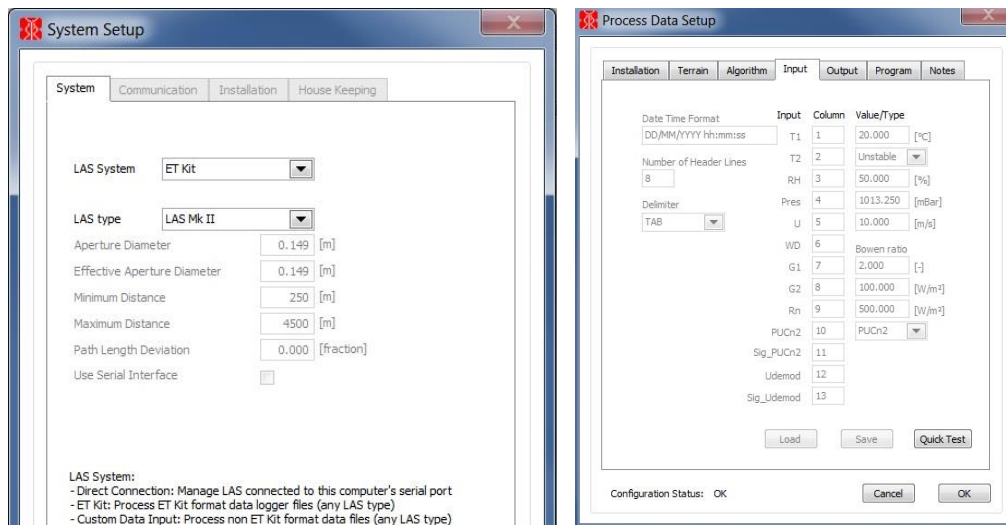 System Setup
System Communication Installation House Keeping
LAS System ET Kit
LAS type LAS Mk II
Aperture Diameter 0.149 [m]
Effective Aperture Diameter 0.149 [m]
Minimum Distance 250 [m]
Maximum Distance 4500 [m]
Path Length Deviation 0.000 [fraction]
Use Serial Interface
LAS System:
- Direct Connection: Manage LAS connected to this computer's serial port
- ET Kit: Process ET Kit format data logger files (any LAS type)
- Custom Data Input: Process non ET Kit format data files (any LAS type)
Process Data Setup
Installation Terrain Algorithm Input Output Program Notes
Date Time Format
DD/MM/YYYY hh:mm:ss
Number of Header Lines
8
Delimiter
TAB
Input Column Value/Type
T1 1 20.000 [°C]
T2 2 Unstable
RH 3 50.000 [%]
Pres 4 1013.250 [mBar]
U 5 10.000 [m/s]
WD 6 Bowen ratio
G1 7 2.000 [-]
G2 8 100.000 [W/m²]
Rn 9 500.000 [W/m²]
PUCn2 10 PUCn2
Sig_PUCn2 11
Udemod 12
Sig_Udemod 13
Load Save Quick Test
Configuration Status: OK Cancel OK